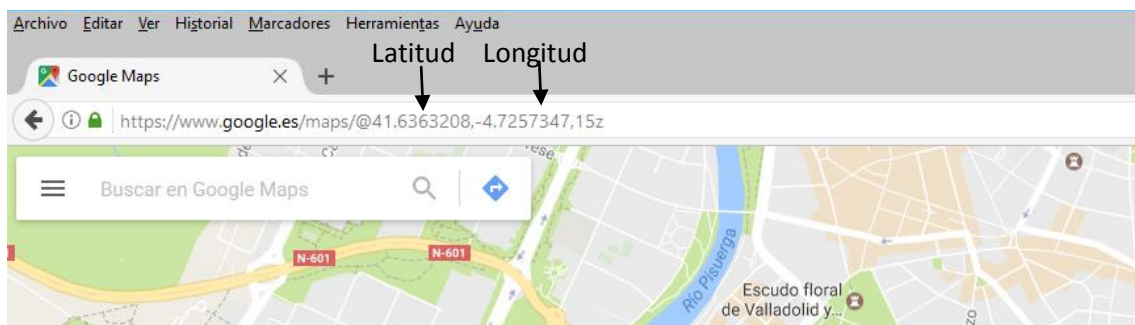 Archivo Editar Ver Historial Marcadores Herramientas Ayuda
Latitud Longitud
Google Maps
https://www.google.es/maps/@41.6363208,-4.7257347,15z
Buscar en Google Maps
N-601
N-601
Río Pisuerga
Escudo floral
de Valladolid y...